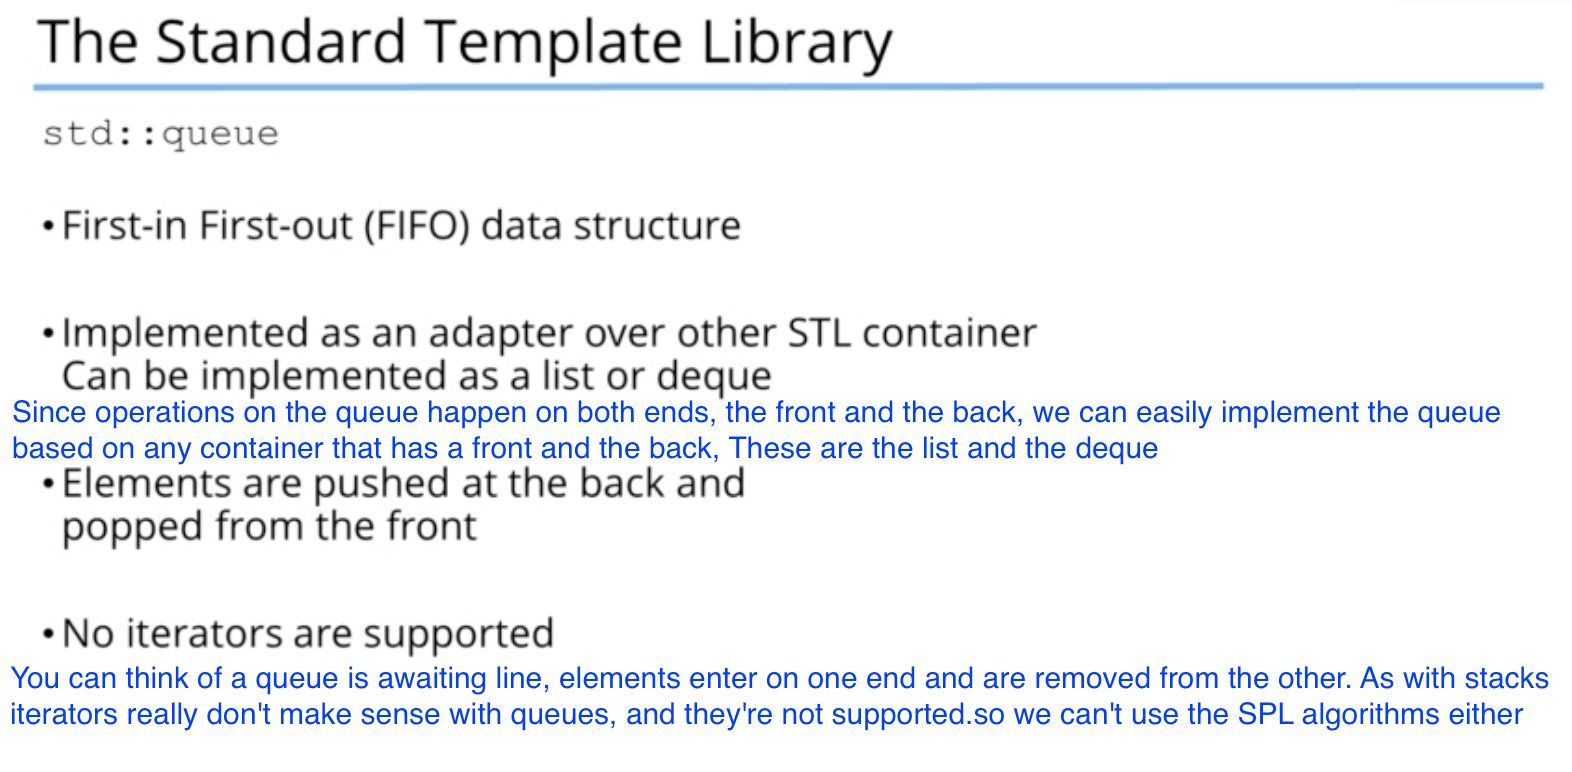 The Standard Template Library
std::queue
•First-in First-out (FIFO) data structure
•Implemented as an adapter over other STL container
Can be implemented as a list or deque
Since operations on the queue happen on both ends, the front and the back, we can easily implement the queue
based on any container that has a front and the back, These are the list and the deque
•Elements are pushed at the back and
popped from the front
•No iterators are supported
You can think of a queue is awaiting line, elements enter on one end and are removed from the other. As with stacks
iterators really don't make sense with queues, and they're not supported.so we can't use the SPL algorithms either